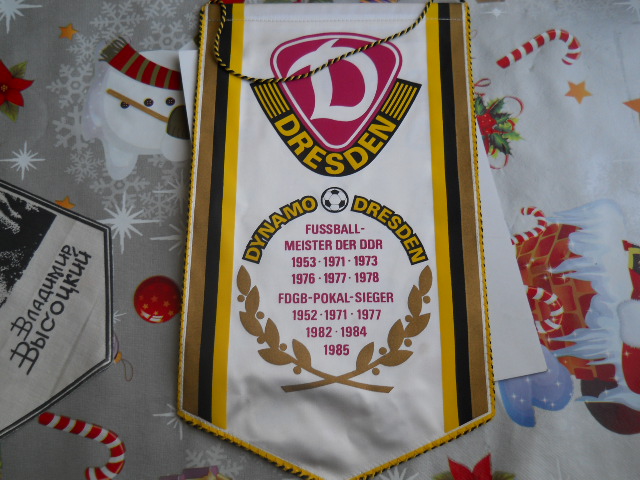 D
DRESDEN
DYNAMO DRESDEN
FUSSBALL-
MEISTER DER DDR
1953·1971·1973
1976·1977·1978
FDGB-POKAL-SIEGER
1952·1971·1977
1982·1984
1985
Владимир
Высоцкий